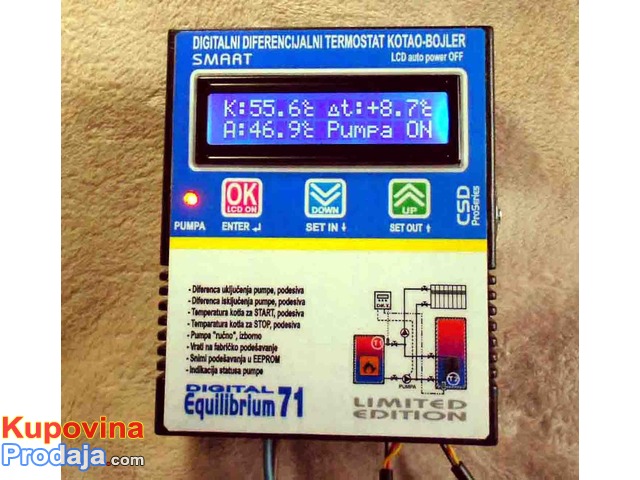 DIGITALNI DIFERENCIJALNI TERMOSTAT KOTAO-BOJLER
SMART
LCD auto power OFF
K:55.6℃ Δt:+8.7℃
A:46.9℃ Pumpa ON
OK
LCD ON
DOWN
UP
PUMPA
ENTER ↲
SET IN ↓
SET OUT ↑
CSD
ProSeries
- Diferenca uključenja pumpe, podesiva
- Diferenca isključenja pumpe, podesiva
- Temperatura kotla za START, podesiva
- Temparatura kotla za STOP, podesiva
- Pumpa "ručno", izborno
- Vrati na fabričko podešavanje
- Snimi podešavanja u EEPROM
- Indikacija statusa pumpe
T1
T2
PUMPA
DIGITAL
Equilibrium 71
LIMITED
EDITION
Kupovina
Prodaja.com